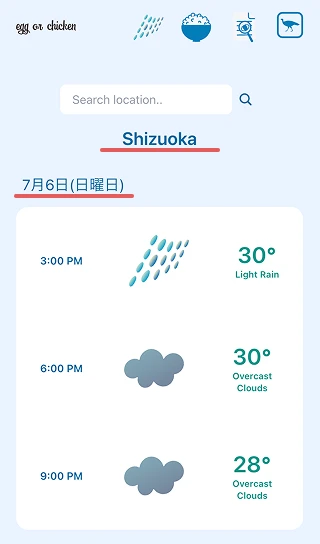 egg or chicken
Search location..
Shizuoka
7月6日(日曜日)
3:00 PM
30°
Light Rain
6:00 PM
30°
Overcast
Clouds
9:00 PM
28°
Overcast
Clouds